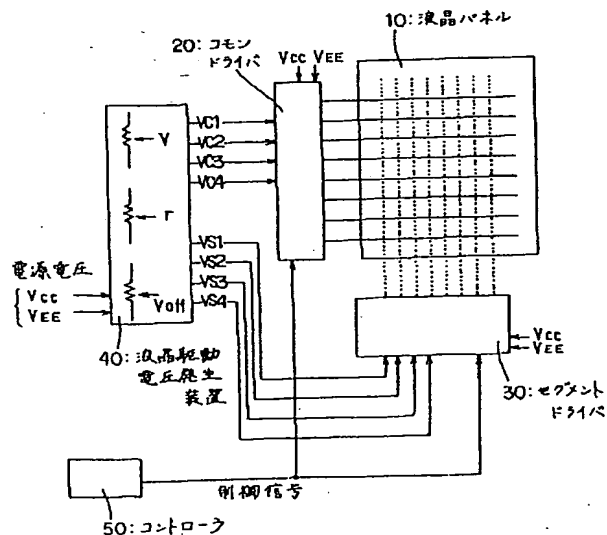 10:液晶パネル
20:コモン
ドライバ
Vcc VEE
VC1
VC2
VC3
VC4
V
r
Voff
VS1
VS2
VS3
VS4
電源電圧
Vcc
VEE
40:液晶駆動
電圧発生
装置
Vcc
VEE
30:セグメント
ドライバ
制御信号
50:コントローラ